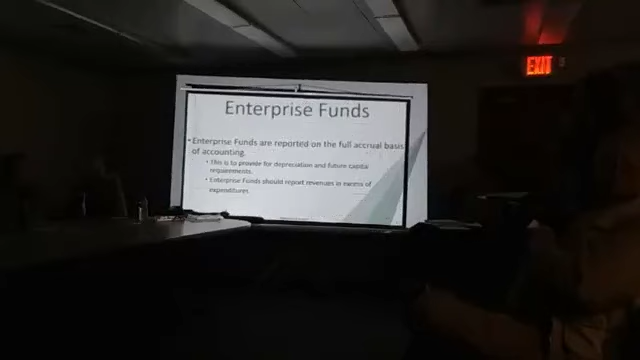 EXIT
Enterprise Funds
• Enterprise Funds are reported on the full accrual basis
of accounting.
• This is to provide for depreciation and future capital
requirements.
• Enterprise Funds should report revenues in excess of
expenditures